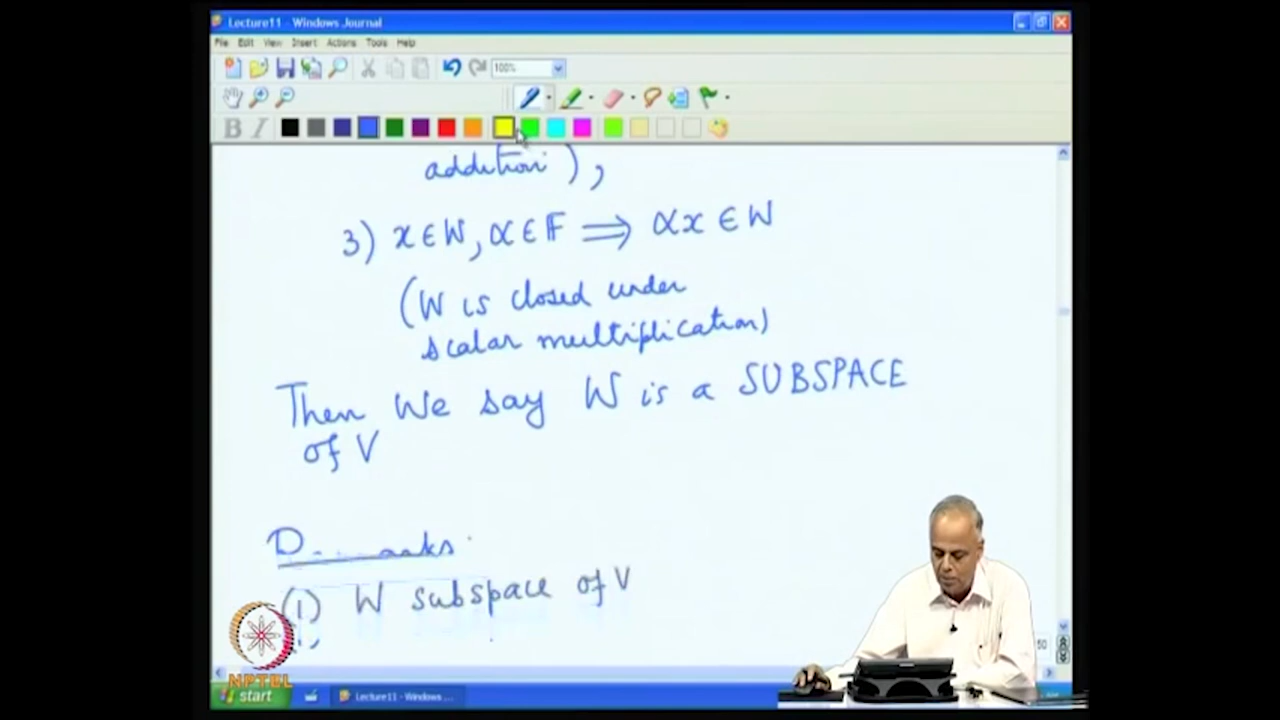 Lecture11 - Windows Journal
File Edit View Insert Actions Tools Help
100%
B I
addition ) ,
3) x ∈ W, α ∈ 𝔽 ⟹ αx ∈ W
(W is closed under
scalar multiplication)
Then We say W is a SUBSPACE
of V
(1) W subspace of V
50
NPTEL
start Lecture11 - Windows ...